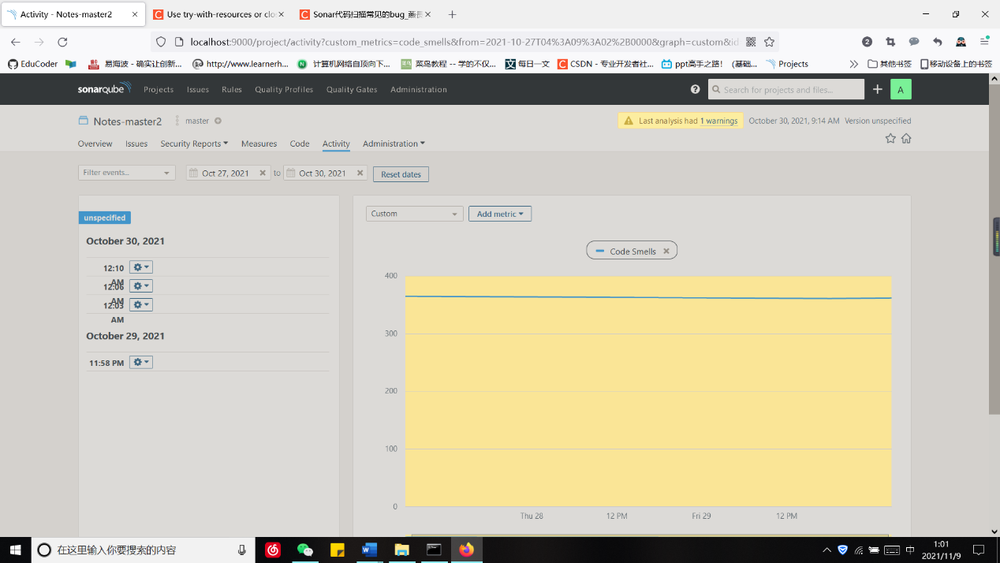 Activity - Notes-master2
Use try-with-resources or clo
Sonar代码扫描常见的bug_燕
localhost:9000/project/activity?custom_metrics=code_smells&from=2021-10-27T04%3A09%3A02%2B0000&graph=custom&id
2
EduCoder
易海波 - 确实让创新...
http://www.learnerh...
计算机网络自顶向下...
菜鸟教程 -- 学的不仅...
每日一文
CSDN - 专业开发者社...
ppt高手之路! (基础...
Projects
其他书签
移动设备上的书签
sonarqube
Projects
Issues
Rules
Quality Profiles
Quality Gates
Administration
?
Search for projects and files...
A
Notes-master2
master
Last analysis had 1 warnings
October 30, 2021, 9:14 AM
Version unspecified
Overview
Issues
Security Reports
Measures
Code
Activity
Administration
Filter events...
Oct 27, 2021
to
Oct 30, 2021
Reset dates
unspecified
October 30, 2021
12:10 AM
12:06 AM
12:03 AM
October 29, 2021
11:58 PM
Custom
Add metric
Code Smells
400
300
200
100
0
Thu 28
12 PM
Fri 29
12 PM
在这里输入你要搜索的内容
中
1:01
2021/11/9